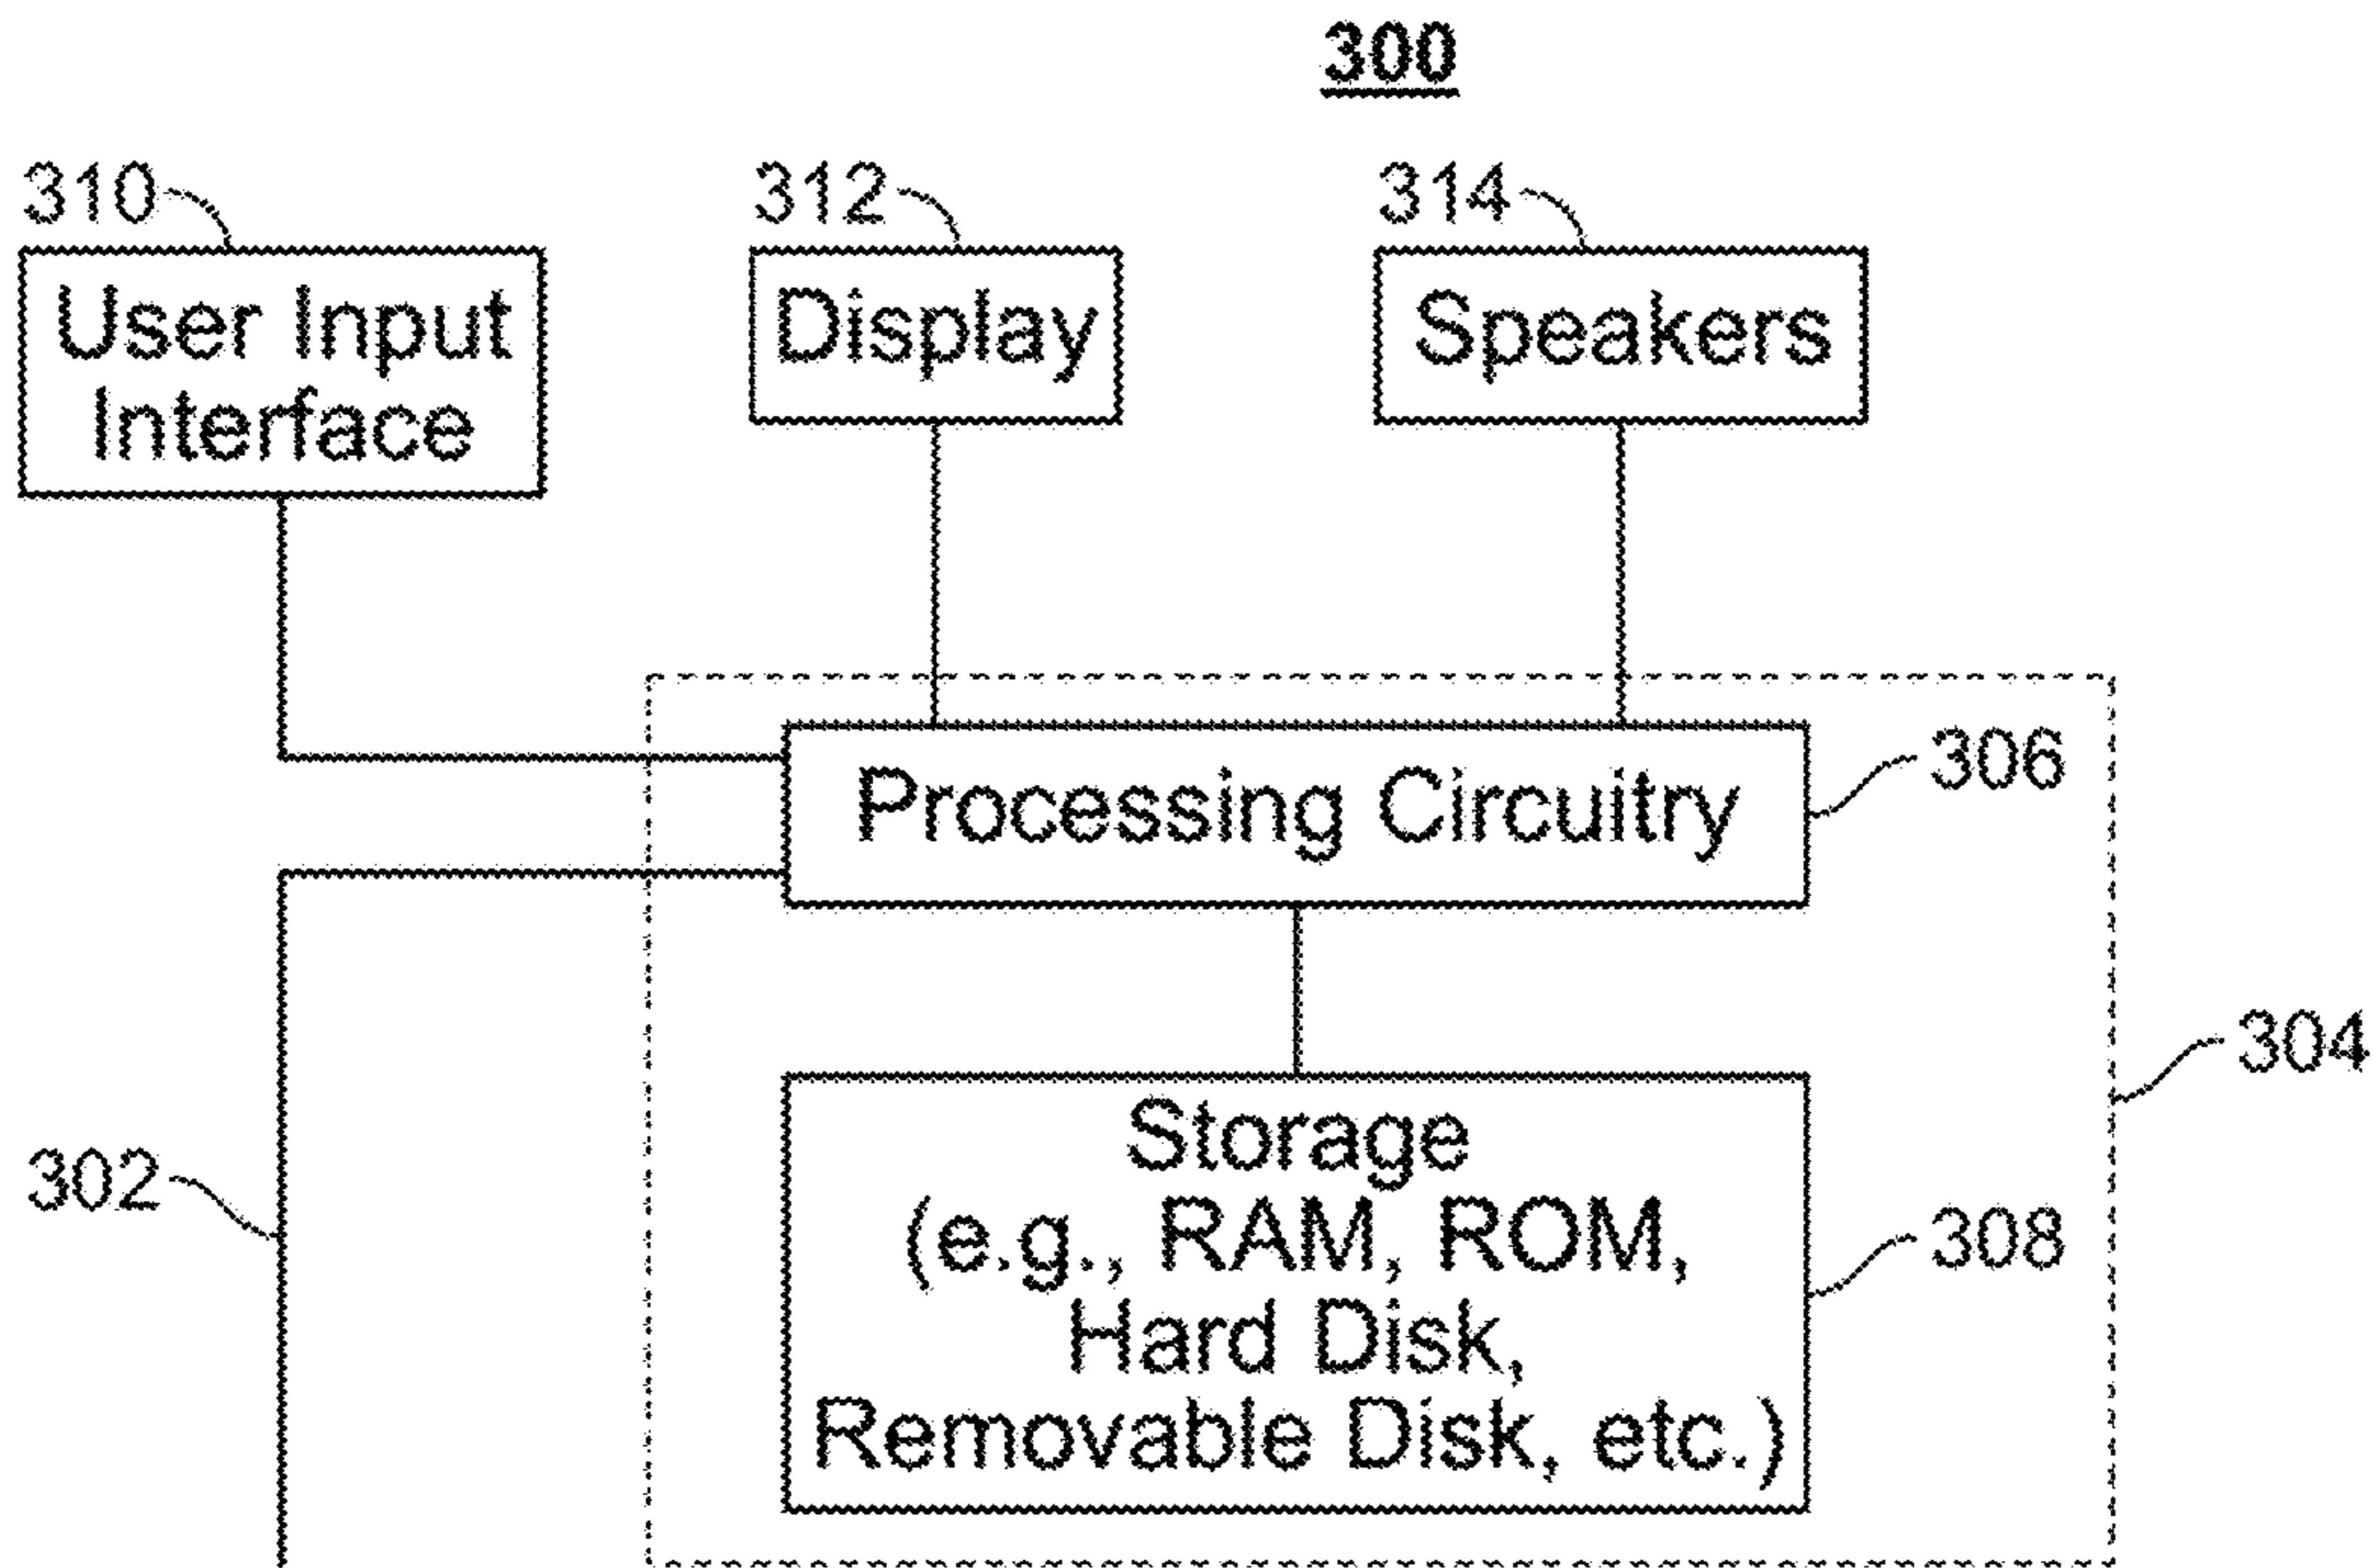 300
310
312
314
User Input
Interface
Display
Speakers
Processing Circuitry
306
304
302
Storage
(e.g., RAM, ROM,
Hard Disk,
Removable Disk, etc.)
308